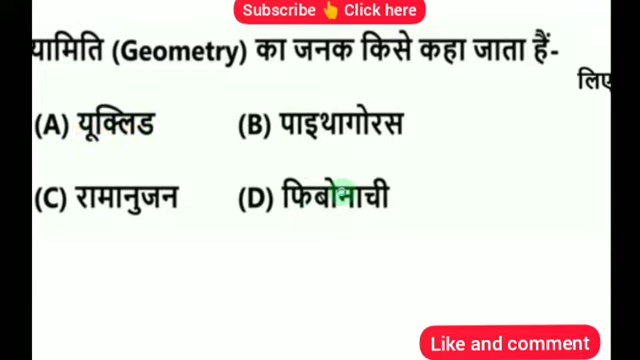 Subscribe 👆 Click here
यामिति (Geometry) का जनक किसे कहा जाता हैं-
लिए
(A) यूक्लिड (B) पाइथागोरस
(C) रामानुजन (D) फिबोनाची
Like and comment